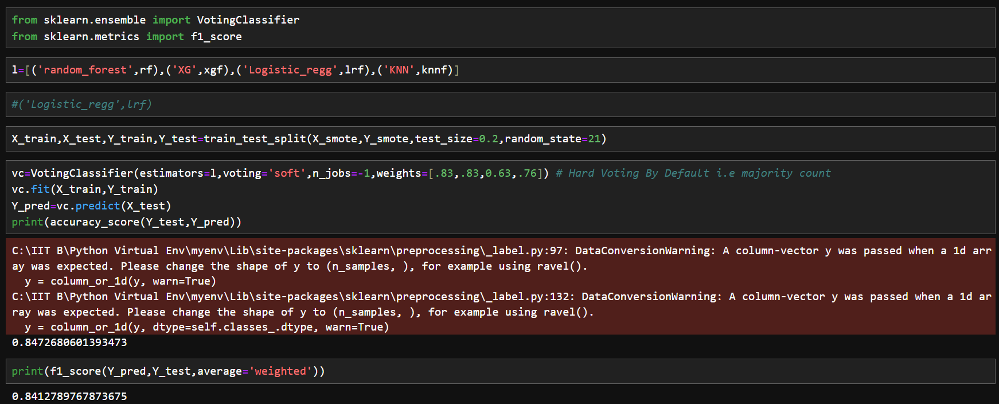 from sklearn.ensemble import VotingClassifier
from sklearn.metrics import f1_score
l=[('random_forest',rf),('XG',xgf),('Logistic_regg',lrf),('KNN',knnf)]
#('Logistic_regg',lrf)
X_train,X_test,Y_train,Y_test=train_test_split(X_smote,Y_smote,test_size=0.2,random_state=21)
vc=VotingClassifier(estimators=l,voting='soft',n_jobs=-1,weights=[.83,.83,0.63,.76]) # Hard Voting By Default i.e majority count
vc.fit(X_train,Y_train)
Y_pred=vc.predict(X_test)
print(accuracy_score(Y_test,Y_pred))
C:\IIT B\Python Virtual Env\myenv\Lib\site-packages\sklearn\preprocessing\_label.py:97: DataConversionWarning: A column-vector y was passed when a 1d arr
ay was expected. Please change the shape of y to (n_samples, ), for example using ravel().
  y = column_or_1d(y, warn=True)
C:\IIT B\Python Virtual Env\myenv\Lib\site-packages\sklearn\preprocessing\_label.py:132: DataConversionWarning: A column-vector y was passed when a 1d ar
ray was expected. Please change the shape of y to (n_samples, ), for example using ravel().
  y = column_or_1d(y, dtype=self.classes_.dtype, warn=True)
0.8472680601393473
print(f1_score(Y_pred,Y_test,average='weighted'))
0.8412789767873675